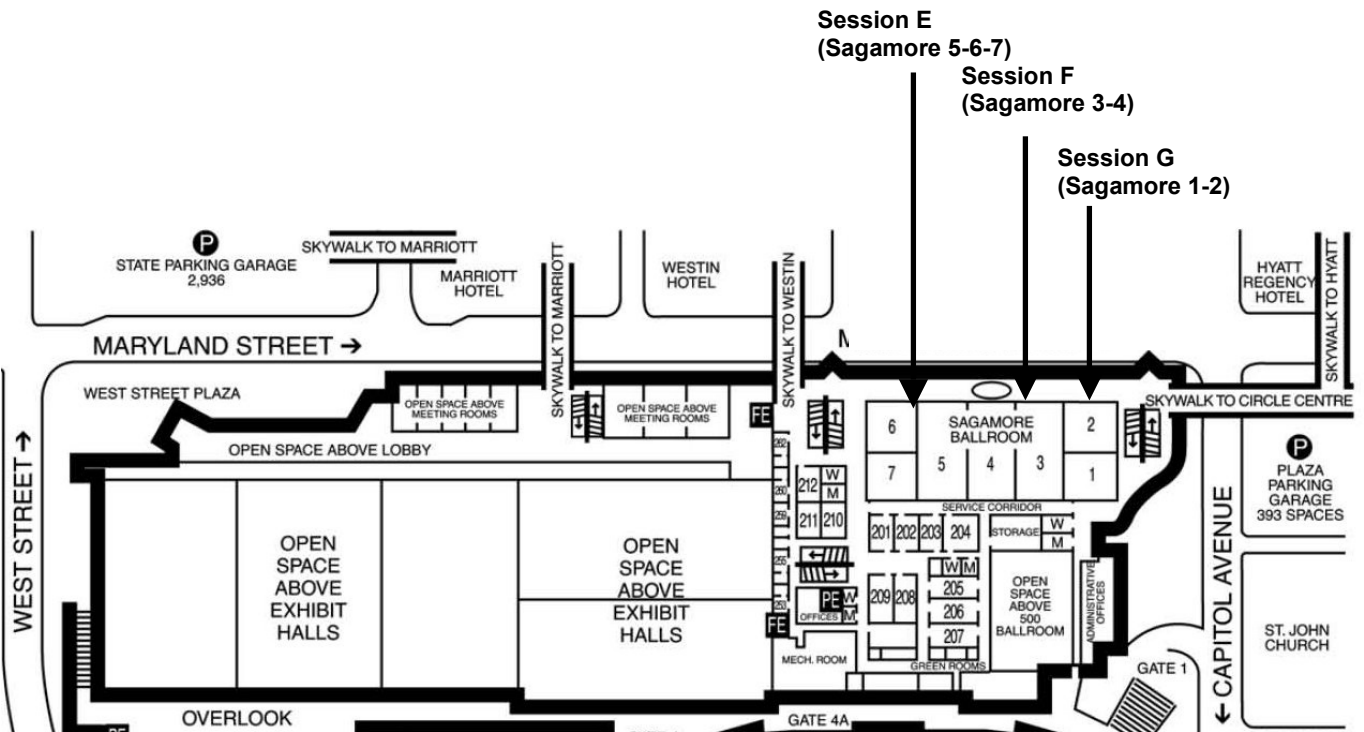 Session E
(Sagamore 5-6-7)
Session F
(Sagamore 3-4)
Session G
(Sagamore 1-2)
P
STATE PARKING GARAGE
2,936
SKYWALK TO MARRIOTT
MARRIOTT
HOTEL
SKYWALK TO MARRIOTT
WESTIN
HOTEL
SKYWALK TO WESTIN
HYATT
REGENCY
HOTEL
SKYWALK TO HYATT
MARYLAND STREET →
WEST STREET PLAZA
OPEN SPACE ABOVE
MEETING ROOMS
OPEN SPACE ABOVE
MEETING ROOMS
SKYWALK TO CIRCLE CENTRE
FE
OPEN SPACE ABOVE LOBBY
WEST STREET →
6
SAGAMORE
BALLROOM
2
7
5
4
3
1
262
260
259
255
253
212
W
M
211
210
SERVICE CORRIDOR
201
202
203
204
STORAGE
W
M
P
PLAZA
PARKING
GARAGE
393 SPACES
OPEN
SPACE
ABOVE
EXHIBIT
HALLS
OPEN
SPACE
ABOVE
EXHIBIT
HALLS
W
M
209
208
205
206
207
PE
W
M
OFFICES
FE
OPEN
SPACE
ABOVE
500
BALLROOM
ADMINISTRATIVE
OFFICES
← CAPITOL AVENUE
ST. JOHN
CHURCH
MECH. ROOM
GREEN ROOMS
GATE 1
OVERLOOK
GATE 4A